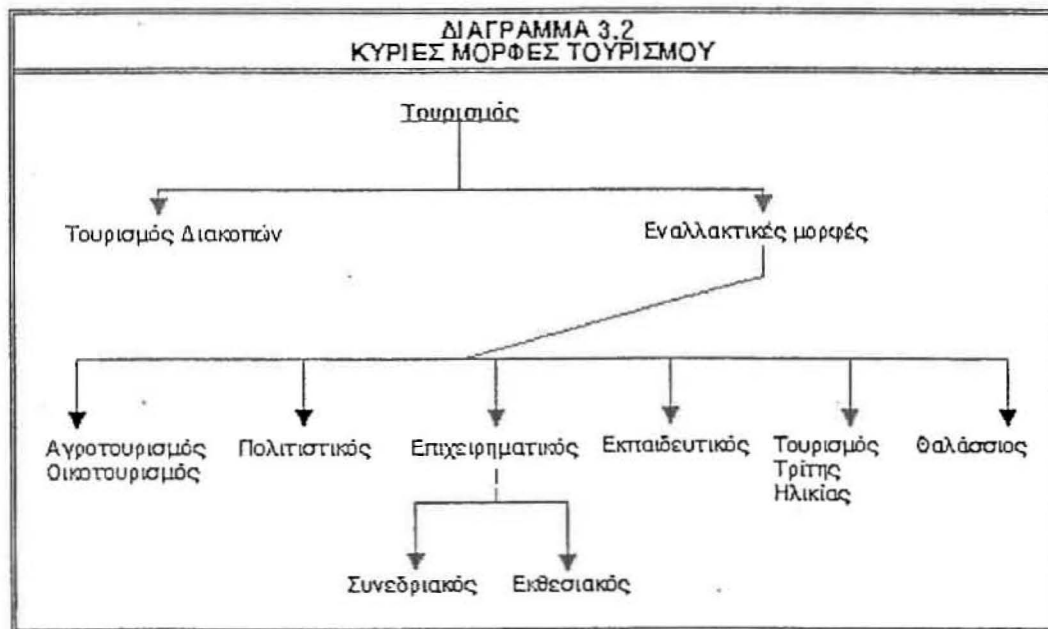 ΔΙΑΓΡΑΜΜΑ 3.2
ΚΥΡΙΕΣ ΜΟΡΦΕΣ ΤΟΥΡΙΣΜΟΥ
Τουρισμός
Τουρισμός Διακοπών
Εναλλακτικές μορφές
Αγροτουρισμός
Οικοτουρισμός
Πολιτιστικός
Επιχειρηματικός
Εκπαιδευτικός
Τουρισμός
Τρίτης
Ηλικίας
Θαλάσσιος
Συνεδριακός
Εκθεσιακός